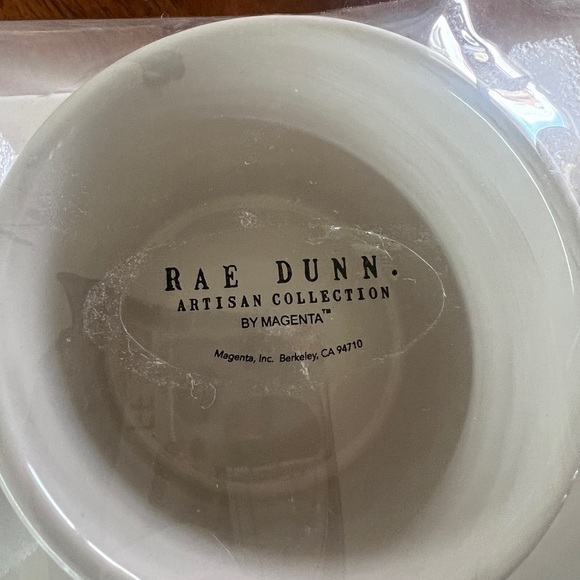 RAE DUNN.
ARTISAN COLLECTION
BY MAGENTA™
Magenta, Inc. Berkeley, CA 94710